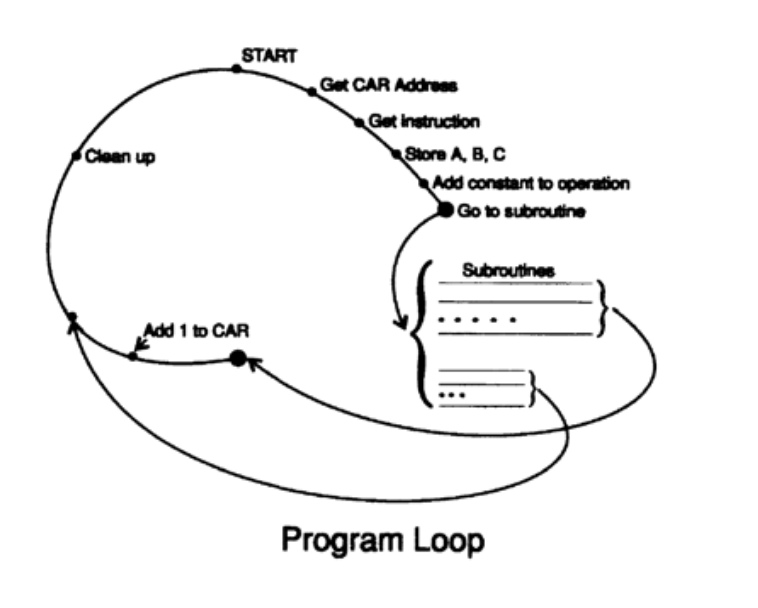 START
Get CAR Address
Get instruction
Store A, B, C
Clean up
Add constant to operation
Go to subroutine
Subroutines
Add 1 to CAR
Program Loop